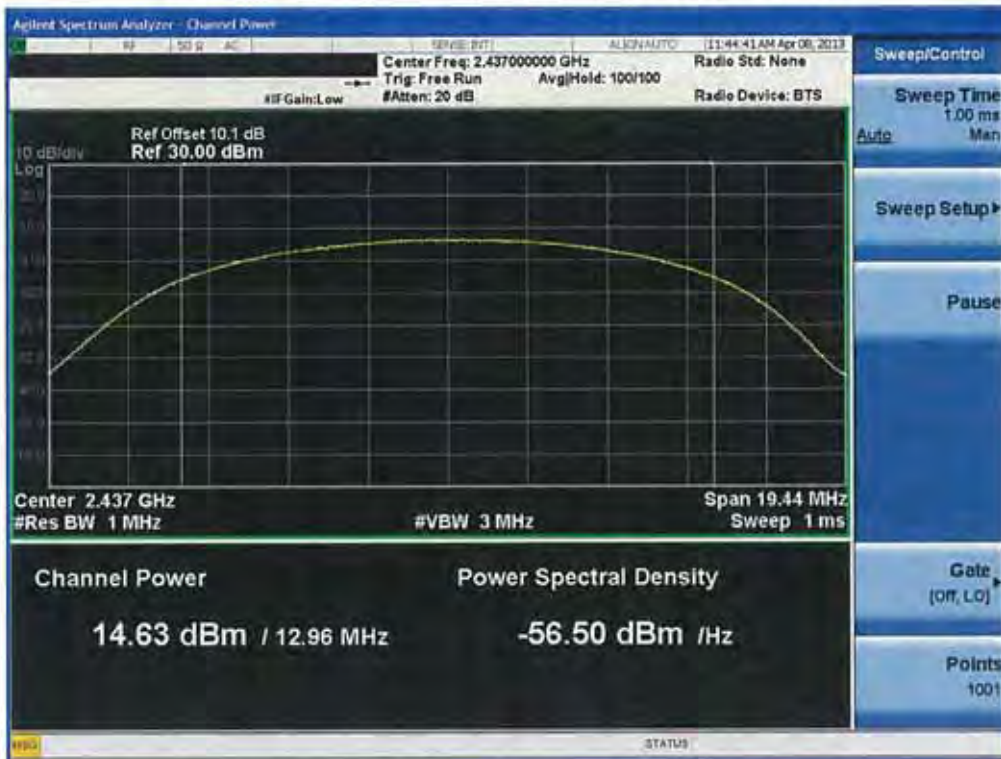 Agilent Spectrum Analyzer - Channel Power
RF 50 Ω AC SENSE:INT ALIGN AUTO 11:44:41 AM Apr 08, 2013
Center Freq: 2.437000000 GHz Radio Std: None
Trig: Free Run Avg|Hold: 100/100
#IFGain:Low #Atten: 20 dB Radio Device: BTS
Ref Offset 10.1 dB
10 dB/div Ref 30.00 dBm
Log
Center 2.437 GHz Span 19.44 MHz
#Res BW 1 MHz #VBW 3 MHz Sweep 1 ms
Channel Power Power Spectral Density
14.63 dBm / 12.96 MHz -56.50 dBm /Hz
MSG STATUS
Sweep/Control
Sweep Time
1.00 ms
Auto Man
Sweep Setup
Pause
Gate
[Off, LO]
Points
1001